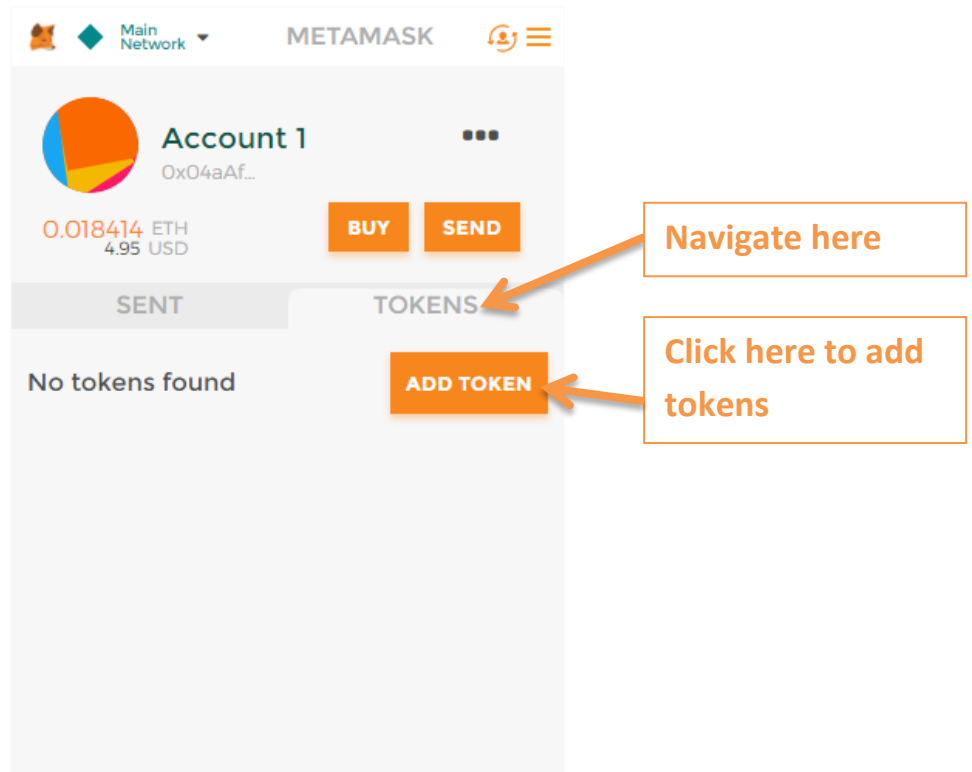 Main
Network
METAMASK
Account 1
0x04aAf...
0.018414 ETH
4.95 USD
BUY
SEND
SENT
TOKENS
No tokens found
ADD TOKEN
Navigate here
Click here to add
tokens